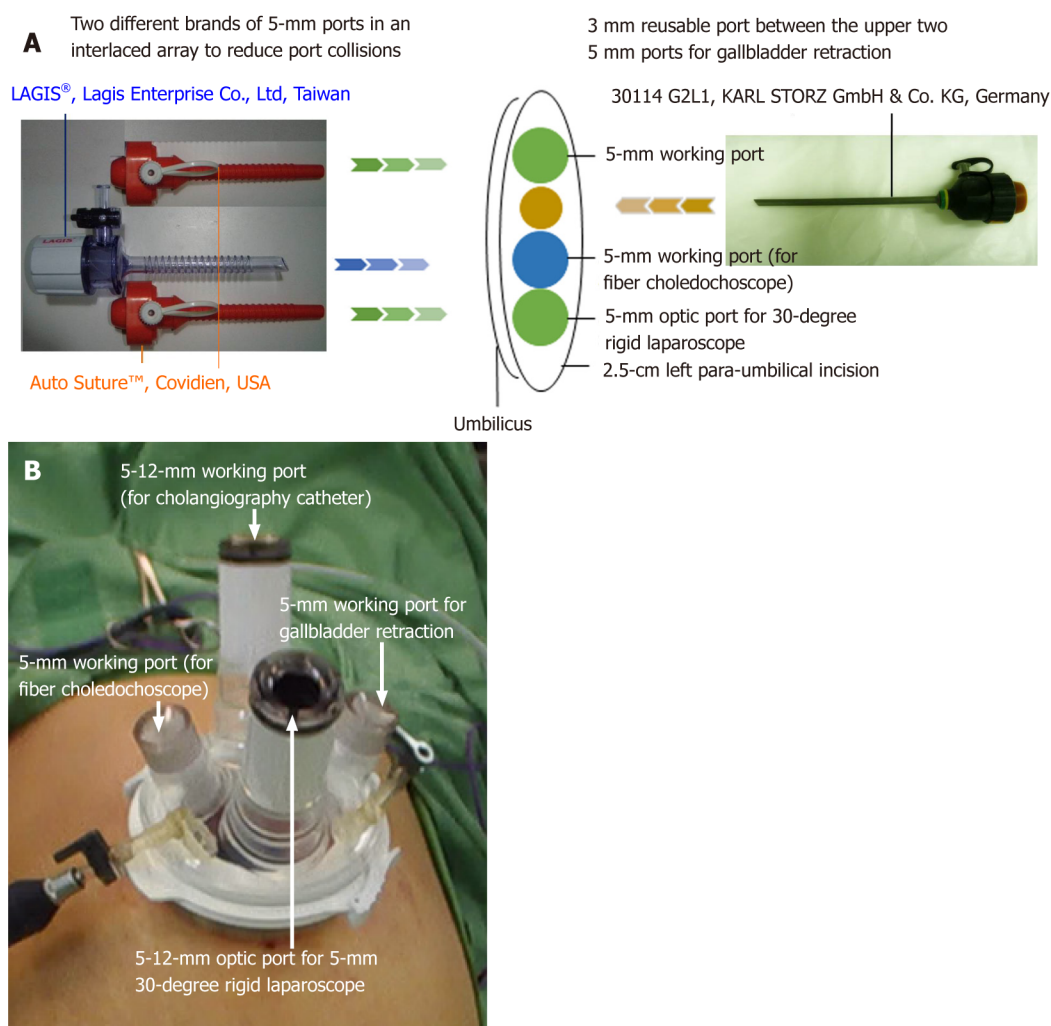 A
Two different brands of 5-mm ports in an
interlaced array to reduce port collisions
3 mm reusable port between the upper two
5 mm ports for gallbladder retraction
LAGIS®, Lagis Enterprise Co., Ltd, Taiwan
30114 G2L1, KARL STORZ GmbH & Co. KG, Germany
LAGIS
5-mm working port
5-mm working port (for
fiber choledochoscope)
5-mm optic port for 30-degree
rigid laparoscope
2.5-cm left para-umbilical incision
Auto Suture™, Covidien, USA
Umbilicus
B
5-12-mm working port
(for cholangiography catheter)
5-mm working port for
gallbladder retraction
5-mm working port (for
fiber choledochoscope)
5-12-mm optic port for 5-mm
30-degree rigid laparoscope